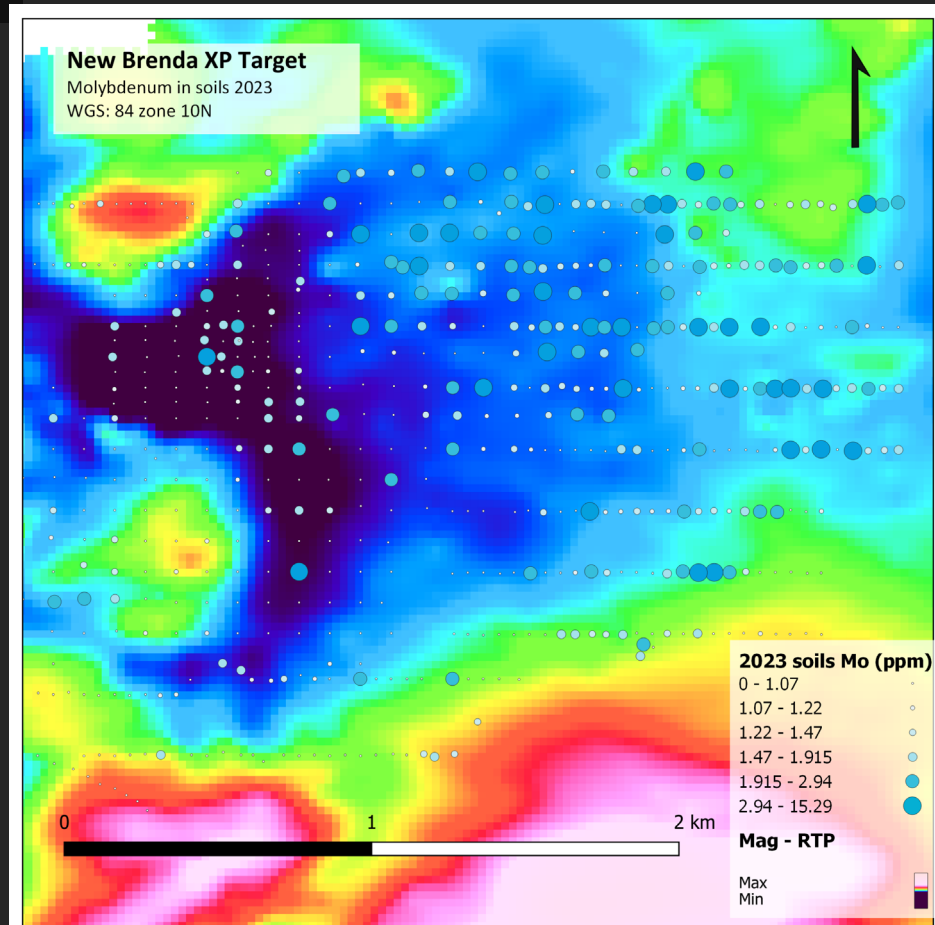 New Brenda XP Target
Molybdenum in soils 2023
WGS: 84 zone 10N
0 1 2 km
2023 soils Mo (ppm)
0 - 1.07
1.07 - 1.22
1.22 - 1.47
1.47 - 1.915
1.915 - 2.94
2.94 - 15.29
Mag - RTP
Max
Min